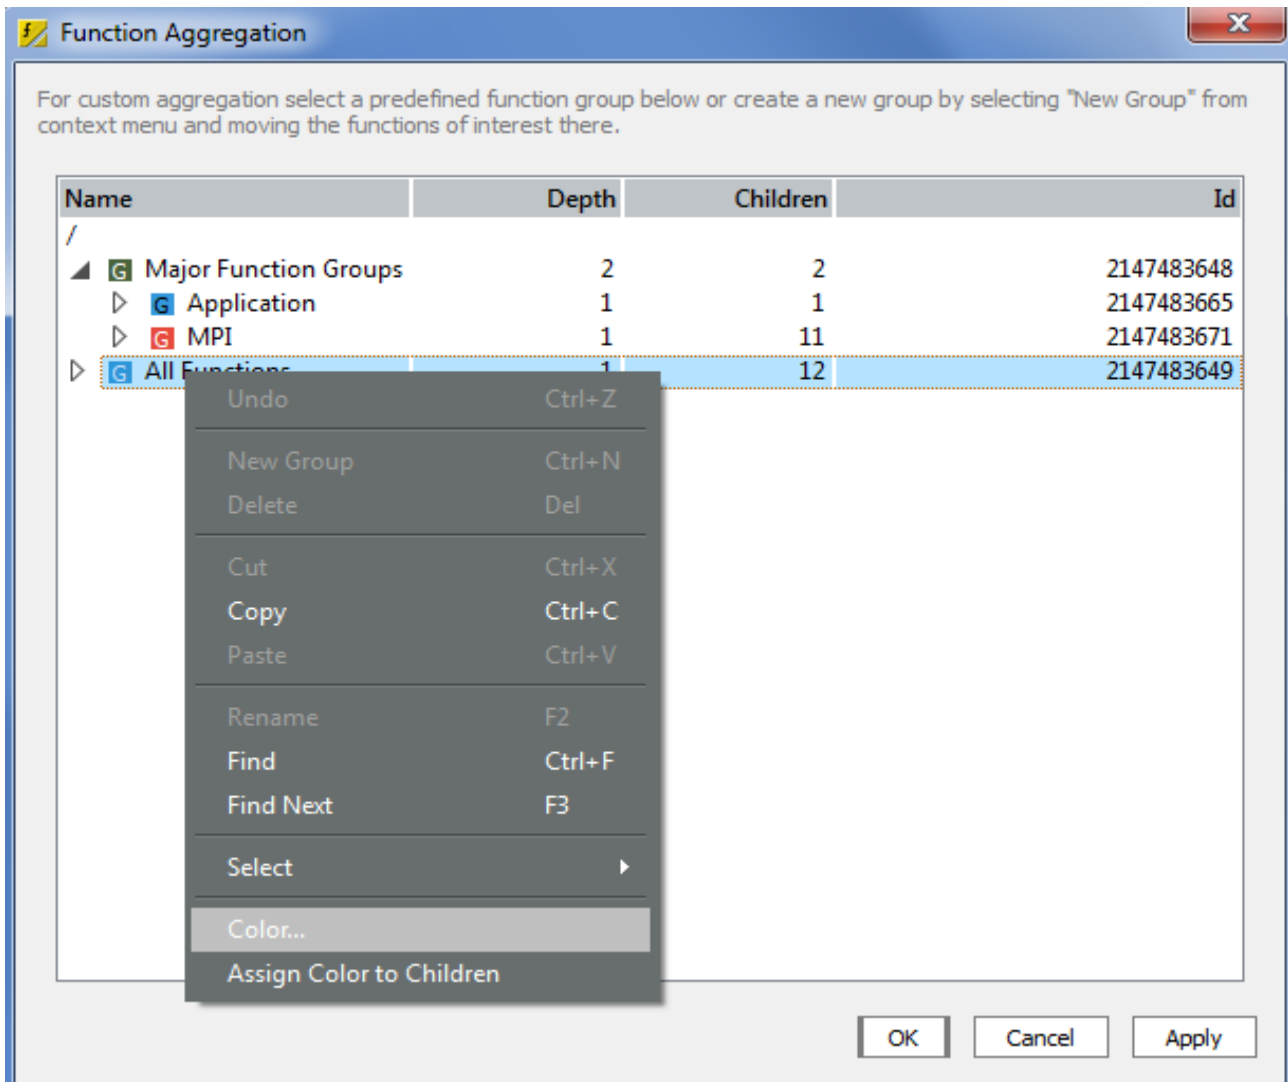 Function Aggregation
For custom aggregation select a predefined function group below or create a new group by selecting "New Group" from
context menu and moving the functions of interest there.
Name Depth Children Id
/
G Major Function Groups 2 2 2147483648
G Application 1 1 2147483665
G MPI 1 11 2147483671
G All Functions 1 12 2147483649
Undo Ctrl+Z
New Group Ctrl+N
Delete Del
Cut Ctrl+X
Copy Ctrl+C
Paste Ctrl+V
Rename F2
Find Ctrl+F
Find Next F3
Select
Color...
Assign Color to Children
OK Cancel Apply